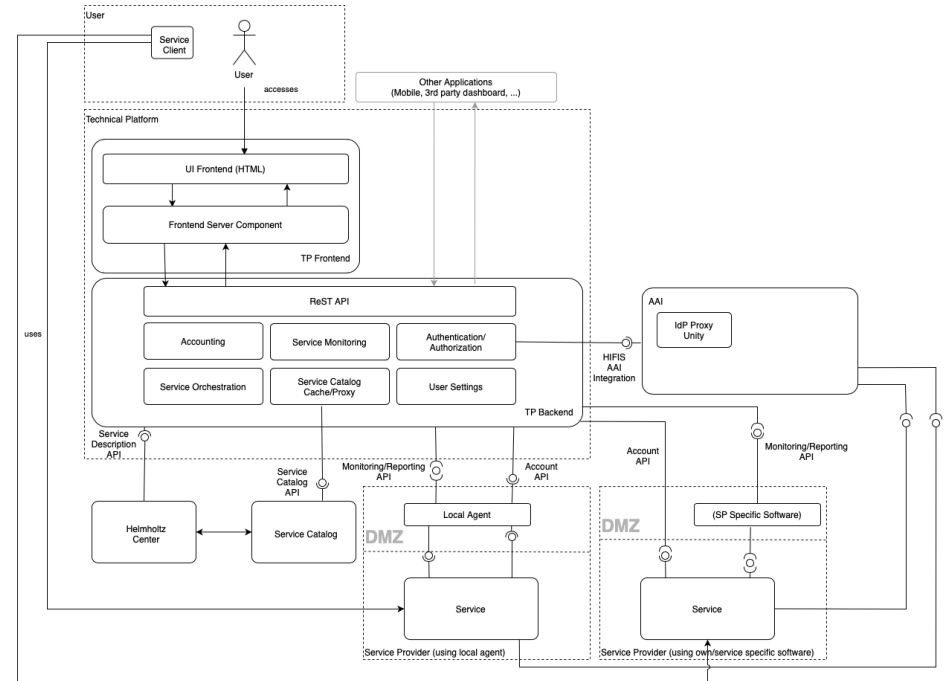 User
Service
Client
User
accesses
Other Applications
(Mobile, 3rd party dashboard, ...)
Technical Platform
UI Frontend (HTML)
Frontend Server Component
TP Frontend
uses
ReST API
Accounting
Service Monitoring
Authentication/
Authorization
Service Orchestration
Service Catalog
Cache/Proxy
User Settings
TP Backend
AAI
IdP Proxy
Unity
HIFIS
AAI
Integration
Service
Description
API
Service
Catalog
API
Monitoring/Reporting
API
Account
API
Account
API
Monitoring/Reporting
API
Helmholtz
Center
Service Catalog
Local Agent
DMZ
Service
Service Provider (using local agent)
(SP Specific Software)
DMZ
Service
Service Provider (using own/service specific software)